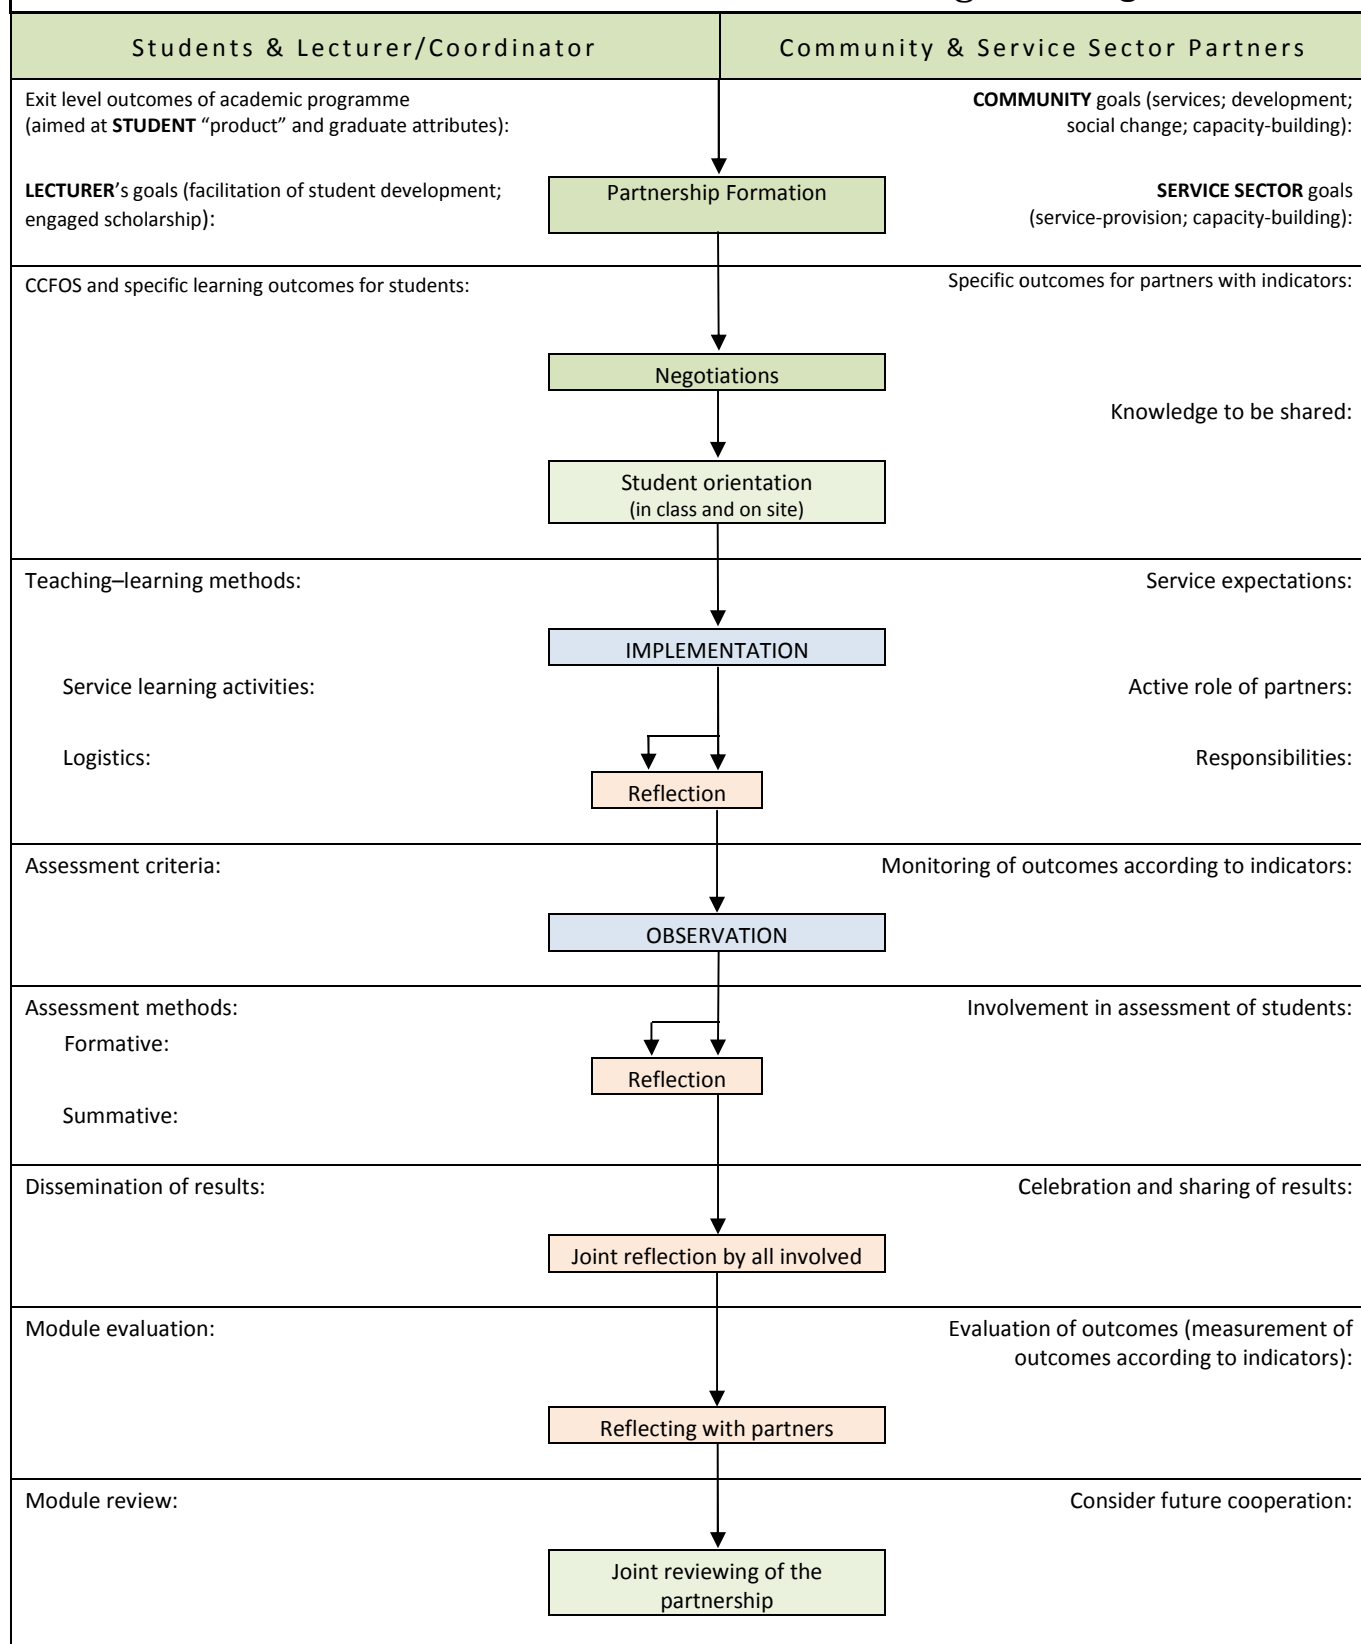 Students & Lecturer/Coordinator
Community & Service Sector Partners
Exit level outcomes of academic programme
(aimed at STUDENT “product” and graduate attributes):
COMMUNITY goals (services; development;
social change; capacity-building):
LECTURER’s goals (facilitation of student development;
engaged scholarship):
Partnership Formation
SERVICE SECTOR goals
(service-provision; capacity-building):
CCFOS and specific learning outcomes for students:
Specific outcomes for partners with indicators:
Negotiations
Knowledge to be shared:
Student orientation
(in class and on site)
Teaching–learning methods:
Service expectations:
IMPLEMENTATION
Service learning activities:
Active role of partners:
Logistics:
Responsibilities:
Reflection
Assessment criteria:
Monitoring of outcomes according to indicators:
OBSERVATION
Assessment methods:
Involvement in assessment of students:
Formative:
Reflection
Summative:
Dissemination of results:
Celebration and sharing of results:
Joint reflection by all involved
Module evaluation:
Evaluation of outcomes (measurement of
outcomes according to indicators):
Reflecting with partners
Module review:
Consider future cooperation:
Joint reviewing of the
partnership